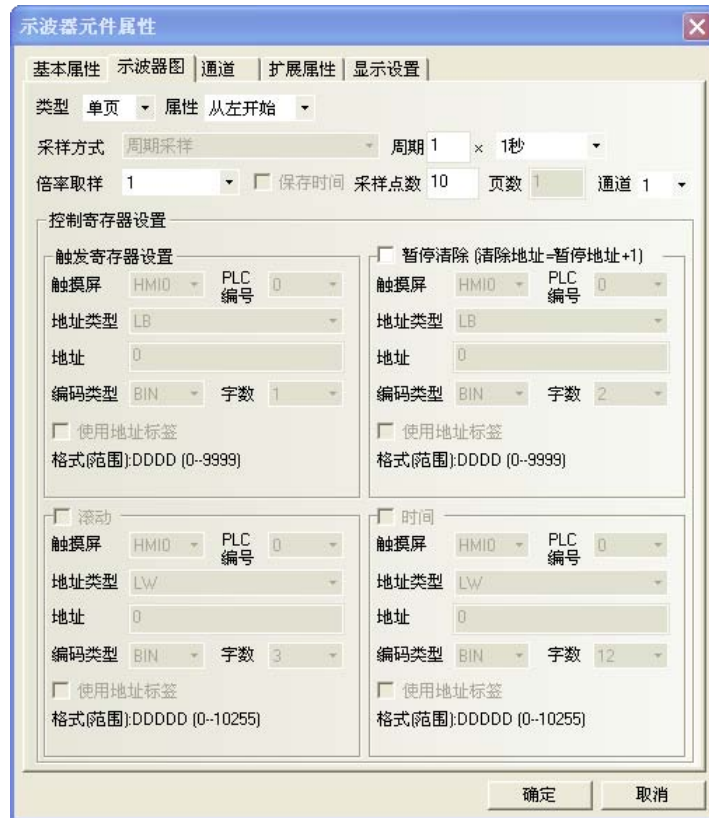 示波器元件属性
基本属性 示波器图 通道 扩展属性 显示设置
类型 单页 属性 从左开始
采样方式 周期采样 周期 1 × 1秒
倍率取样 1 保存时间 采样点数 10 页数 1 通道 1
控制寄存器设置
触发寄存器设置
触摸屏 HMI0 PLC编号 0
地址类型 LB
地址 0
编码类型 BIN 字数 1
使用地址标签
格式(范围):DDDD (0--9999)
暂停清除 (清除地址=暂停地址+1)
触摸屏 HMI0 PLC编号 0
地址类型 LB
地址 0
编码类型 BIN 字数 2
使用地址标签
格式(范围):DDDD (0--9999)
滚动
触摸屏 HMI0 PLC编号 0
地址类型 LW
地址 0
编码类型 BIN 字数 3
使用地址标签
格式(范围):DDDDD (0--10255)
时间
触摸屏 HMI0 PLC编号 0
地址类型 LW
地址 0
编码类型 BIN 字数 12
使用地址标签
格式(范围):DDDDD (0--10255)
确定 取消